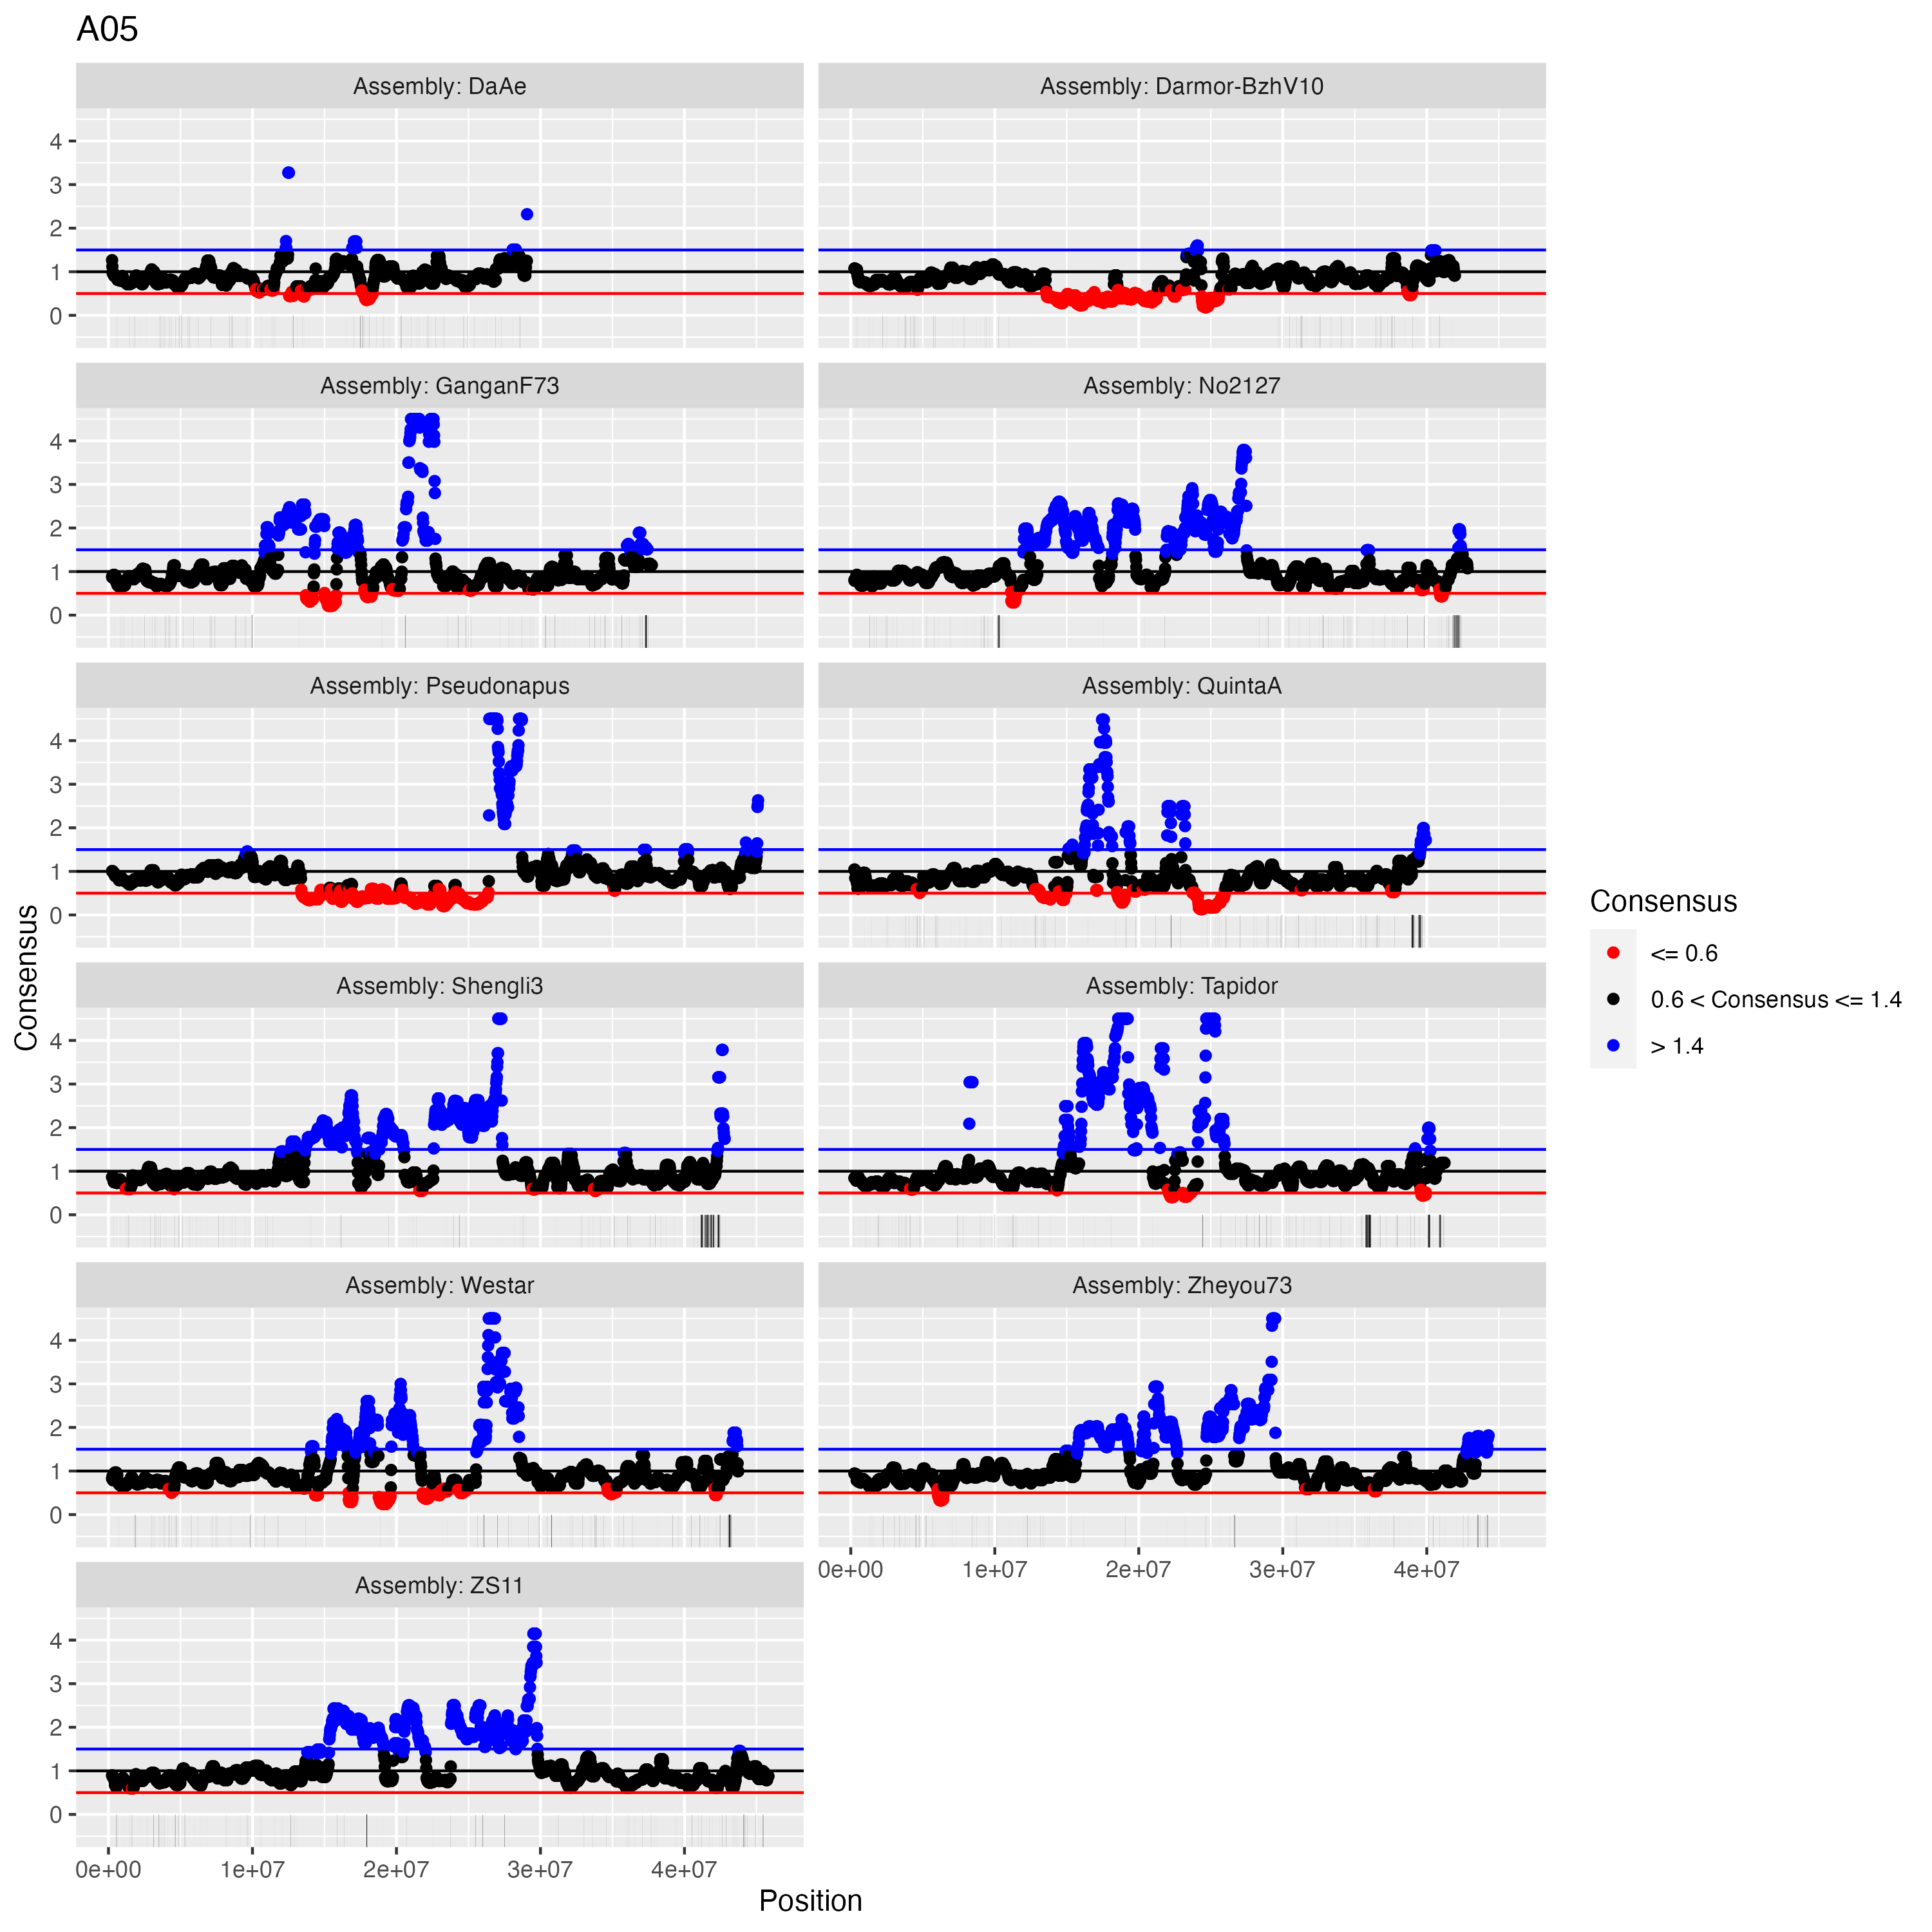 A05
Assembly: DaAe
Assembly: Darmor-BzhV10
4
3
2
1
0
Assembly: GanganF73
Assembly: No2127
4
3
2
1
0
Assembly: Pseudonapus
Assembly: QuintaA
4
3
2
1
0
Assembly: Shengli3
Assembly: Tapidor
4
3
2
1
0
Assembly: Westar
Assembly: Zheyou73
4
3
2
1
0
0e+00 1e+07 2e+07 3e+07 4e+07
Assembly: ZS11
4
3
2
1
0
0e+00 1e+07 2e+07 3e+07 4e+07
Position
Consensus
Consensus
<= 0.6
0.6 < Consensus <= 1.4
> 1.4